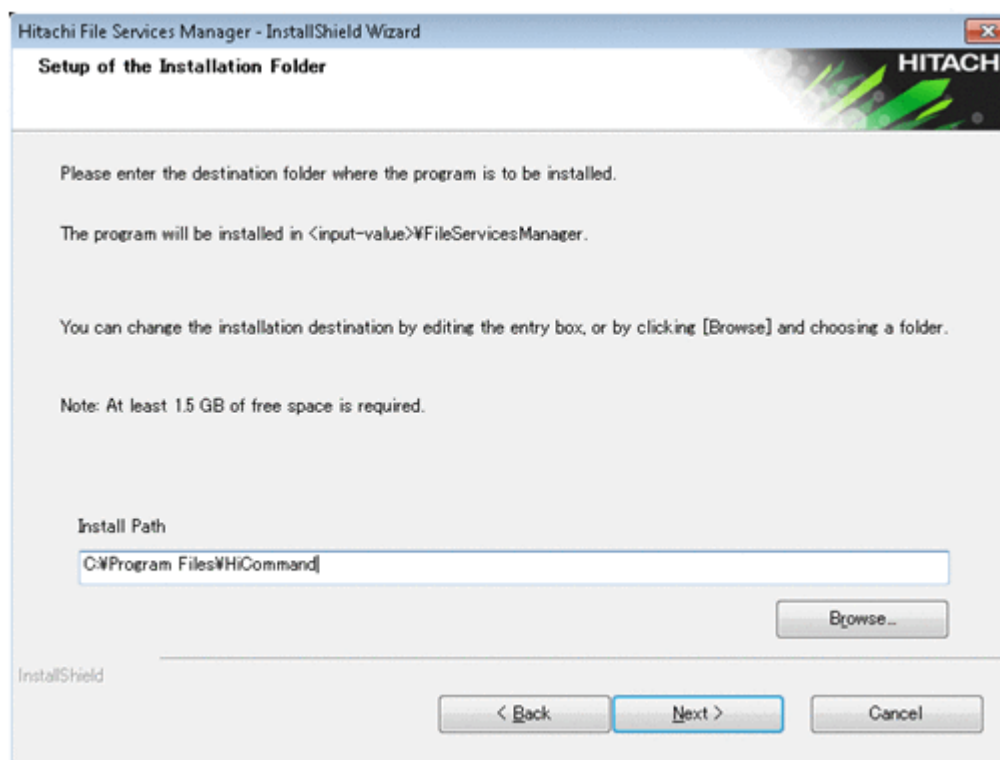 Hitachi File Services Manager - InstallShield Wizard
Setup of the Installation Folder
HITACH
Please enter the destination folder where the program is to be installed.
The program will be installed in <input-value>¥FileServicesManager.
You can change the installation destination by editing the entry box, or by clicking [Browse] and choosing a folder.
Note: At least 1.5 GB of free space is required.
Install Path
C:¥Program Files¥HiCommand
Browse...
InstallShield
< Back
Next >
Cancel